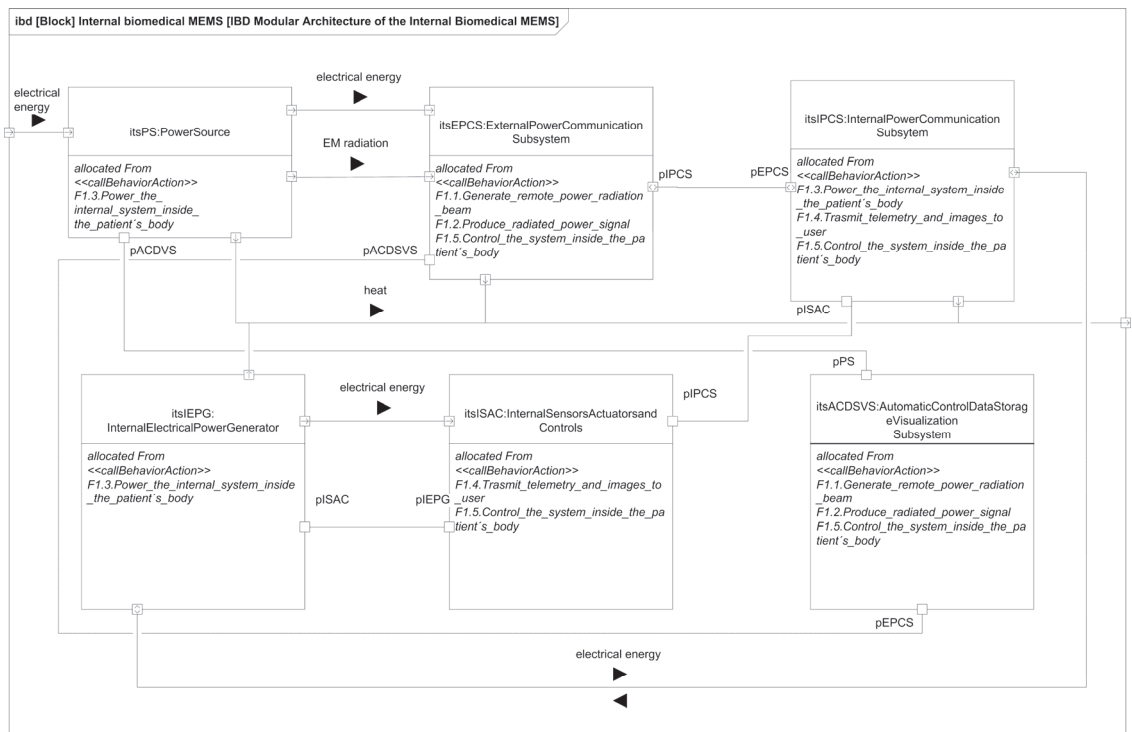 ibd [Block] Internal biomedical MEMS [IBD Modular Architecture of the Internal Biomedical MEMS]
electrical
energy
electrical energy
EM radiation
itsPS:PowerSource
allocated From
<<callBehaviorAction>>
F1.3.Power_the_
internal_system_inside_
the_patient´s_body
pACDVS
itsEPCS:ExternalPowerCommunication
Subsystem
allocated From
<<callBehaviorAction>>
F1.1.Generate_remote_power_radiation
_beam
F1.2.Produce_radiated_power_signal
F1.5.Control_the_system_inside_the_pa
tient´s_body
pACDSVS
pIPCS
pEPCS
itsIPCS:InternalPowerCommunication
Subsytem
allocated From
<<callBehaviorAction>>
F1.3.Power_the_internal_system_inside
_the_patient´s_body
F1.4.Trasmit_telemetry_and_images_to
_user
F1.5.Control_the_system_inside_the_pa
tient´s_body
pISAC
heat
pPS
itsIEPG:
InternalElectricalPowerGenerator
allocated From
<<callBehaviorAction>>
F1.3.Power_the_internal_system_inside
_the_patient´s_body
electrical energy
pISAC
pIEPG
itsISAC:InternalSensorsActuatorsand
Controls
allocated From
<<callBehaviorAction>>
F1.4.Trasmit_telemetry_and_images_to
_user
F1.5.Control_the_system_inside_the_pa
tient´s_body
pIPCS
itsACDSVS:AutomaticControlDataStorag
eVisualization
Subsystem
allocated From
<<callBehaviorAction>>
F1.1.Generate_remote_power_radiation
_beam
F1.2.Produce_radiated_power_signal
F1.5.Control_the_system_inside_the_pa
tient´s_body
pEPCS
electrical energy